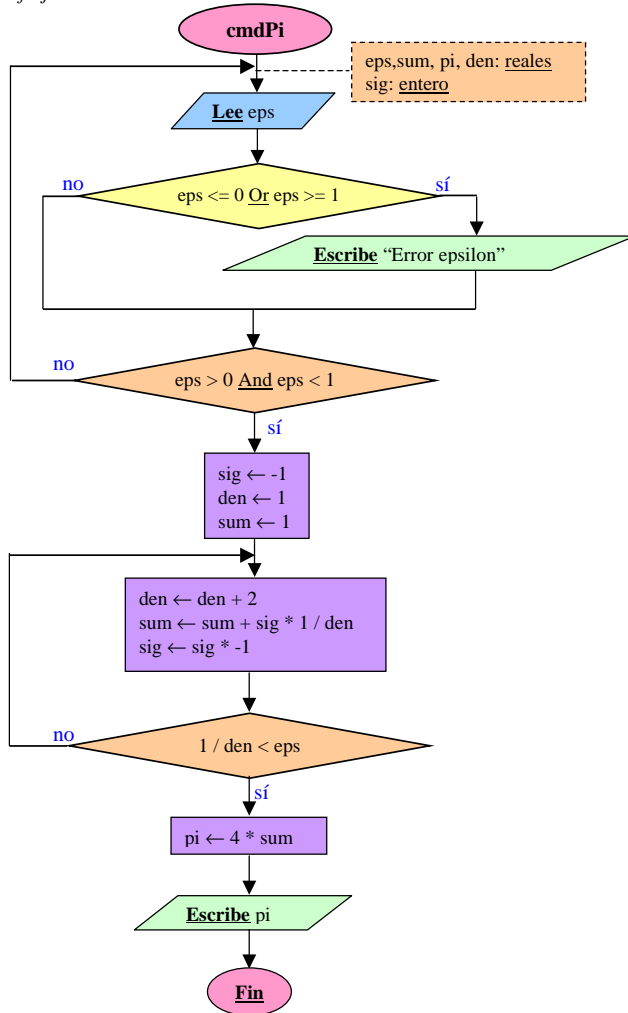 cmdPi
eps,sum, pi, den: reales
sig: entero
Lee eps
no
sí
eps <= 0 Or eps >= 1
Escribe “Error epsilon”
no
eps > 0 And eps < 1
sí
sig ← -1
den ← 1
sum ← 1
den ← den + 2
sum ← sum + sig * 1 / den
sig ← sig * -1
no
1 / den < eps
sí
pi ← 4 * sum
Escribe pi
Fin